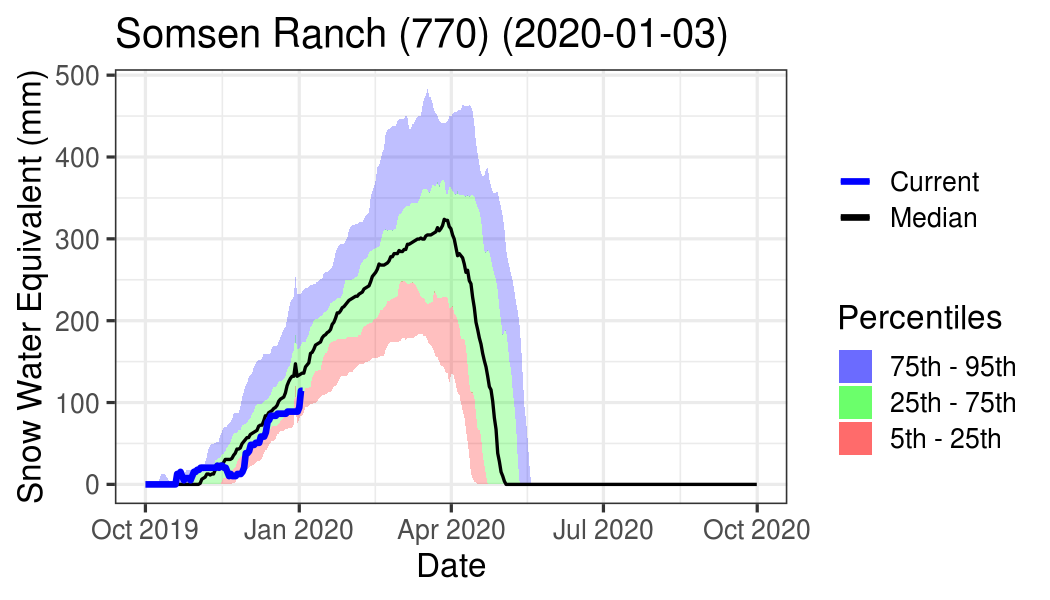 Somsen Ranch (770) (2020-01-03)
Snow Water Equivalent (mm)
500
400
300
200
100
0
Oct 2019 Jan 2020 Apr 2020 Jul 2020 Oct 2020
Date
Current
Median
Percentiles
75th - 95th
25th - 75th
5th - 25th